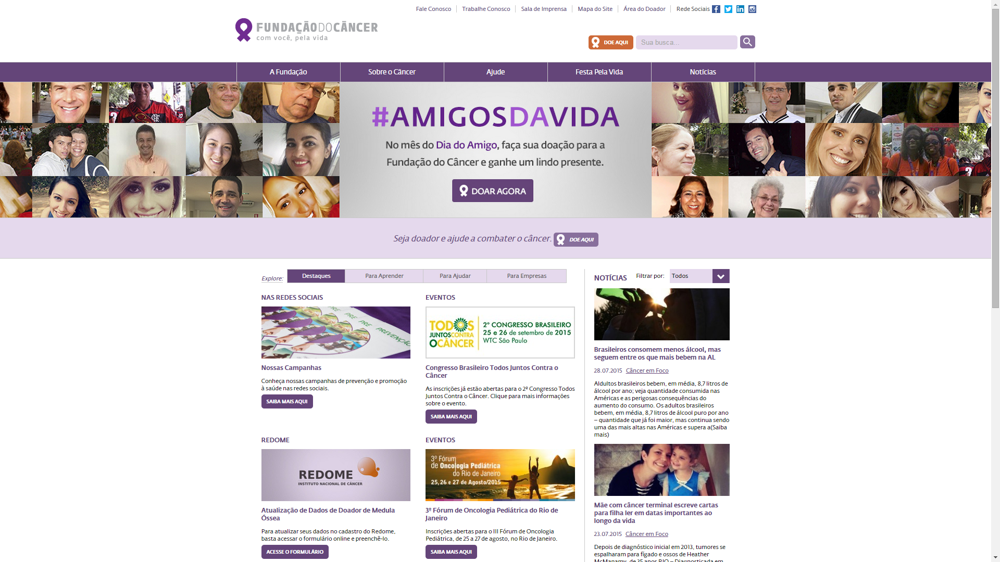 Fale Conosco
Trabalhe Conosco
Sala de Imprensa
Mapa do Site
Área do Doador
Rede Sociais
FUNDAÇÃODOCÂNCER
com você, pela vida
DOE AQUI
Sua busca...
A Fundação
Sobre o Câncer
Ajude
Festa Pela Vida
Notícias
#AMIGOSDAVIDA
No mês do Dia do Amigo, faça sua doação para a
Fundação do Câncer e ganhe um lindo presente.
DOAR AGORA
Seja doador e ajude a combater o câncer.
DOE AQUI
Explore:
Destaques
Para Aprender
Para Ajudar
Para Empresas
NAS REDES SOCIAIS
PRE
PRE
PREVENÇÃO
Nossas Campanhas
Conheça nossas campanhas de prevenção e promoção
à saúde nas redes sociais.
SAIBA MAIS AQUI
EVENTOS
TODOS
JUNTOSCONTRA
OCÂNCER
2º CONGRESSO BRASILEIRO
25 e 26 de setembro de 2015
WTC São Paulo
Congresso Brasileiro Todos Juntos Contra o
Câncer
As inscrições já estão abertas para o 2º Congresso Todos
Juntos Contra o Câncer. Clique para mais informações
sobre o evento.
SAIBA MAIS AQUI
REDOME
REDOME
INSTITUTO NACIONAL DE CÂNCER
Atualização de Dados de Doador de Medula
Óssea
Para atualizar seus dados no cadastro do Redome,
basta acessar o formulário online e preenchê-lo.
ACESSE O FORMULÁRIO
EVENTOS
3º Fórum
de Oncologia Pediátrica
do Rio de Janeiro
25, 26 e 27 de Agosto/2015
3º Fórum de Oncologia Pediátrica do Rio de
Janeiro
Inscrições abertas para o III Fórum de Oncologia
Pediátrica, de 25 a 27 de agosto, no Rio de Janeiro.
SAIBA MAIS AQUI
NOTÍCIAS
Filtrar por:
Todos
Brasileiros consomem menos álcool, mas
seguem entre os que mais bebem na AL
28.07.2015 Câncer em Foco
Aldultos brasileiros bebem, em média, 8,7 litros de
álcool por ano; veja quantidade consumida nas
Américas e as perigosas consequências do
aumento do consumo. Os adultos brasileiros
bebem, em média, 8,7 litros de álcool puro por ano
– quantidade que já foi maior, mas continua sendo
uma das mais altas nas Américas e supera a(Saiba
mais)
Mãe com câncer terminal escreve cartas
para filha ler em datas importantes ao
longo da vida
23.07.2015 Câncer em Foco
Depois de diagnóstico inicial em 2013, tumores se
espalharam para fígado e ossos de Heather
McManamy, de 35 anos RIO – Diagnosticada em